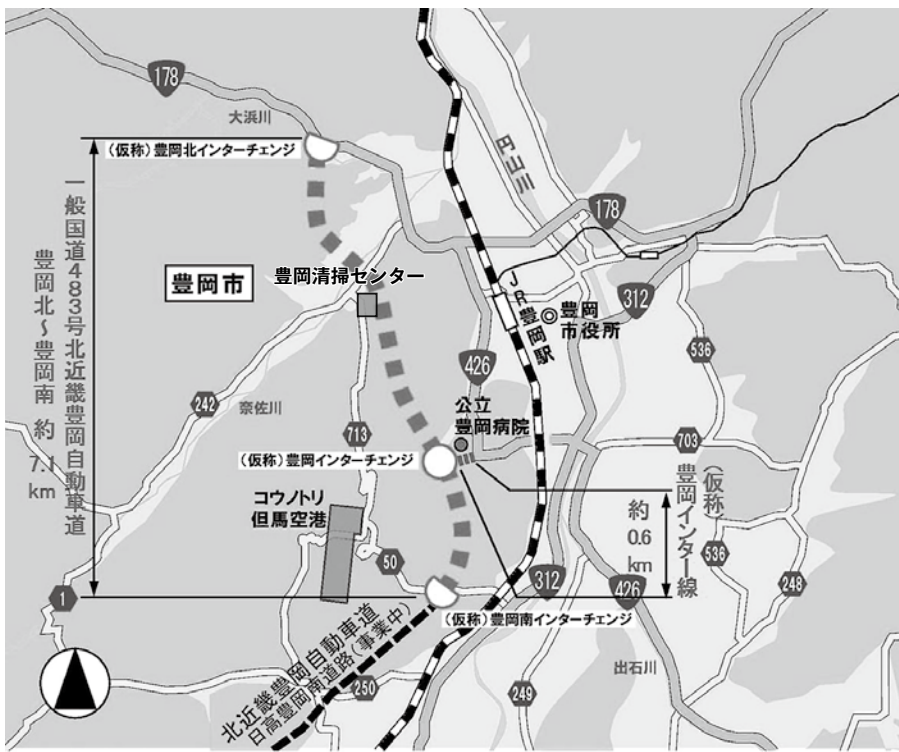 178
大浜川
(仮称)豊岡北インターチェンジ
円山川
178
一般国道483号北近畿豊岡自動車道
豊岡北~豊岡南 約7.1km
豊岡市
豊岡清掃センター
JR豊岡駅
豊岡
市役所
312
536
426
242
奈佐川
713
公立
豊岡病院
703
(仮称)豊岡インターチェンジ
(仮称)
豊岡インター線
約0.6km
コウノトリ
但馬空港
50
536
1
312
426
248
(仮称)豊岡南インターチェンジ
北近畿豊岡自動車道
日高豊岡南道路(事業中)
250
249
出石川